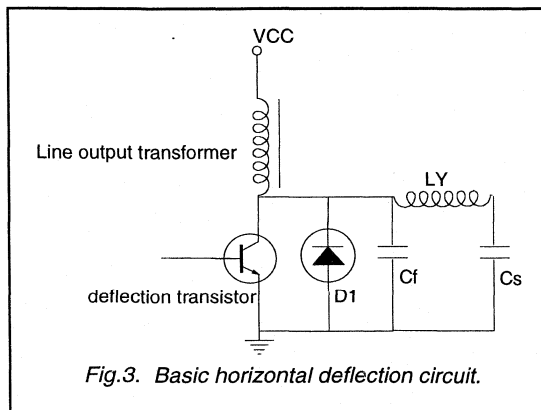 VCC
Line output transformer
LY
deflection transistor
D1
Cf
Cs
Fig.3. Basic horizontal deflection circuit.